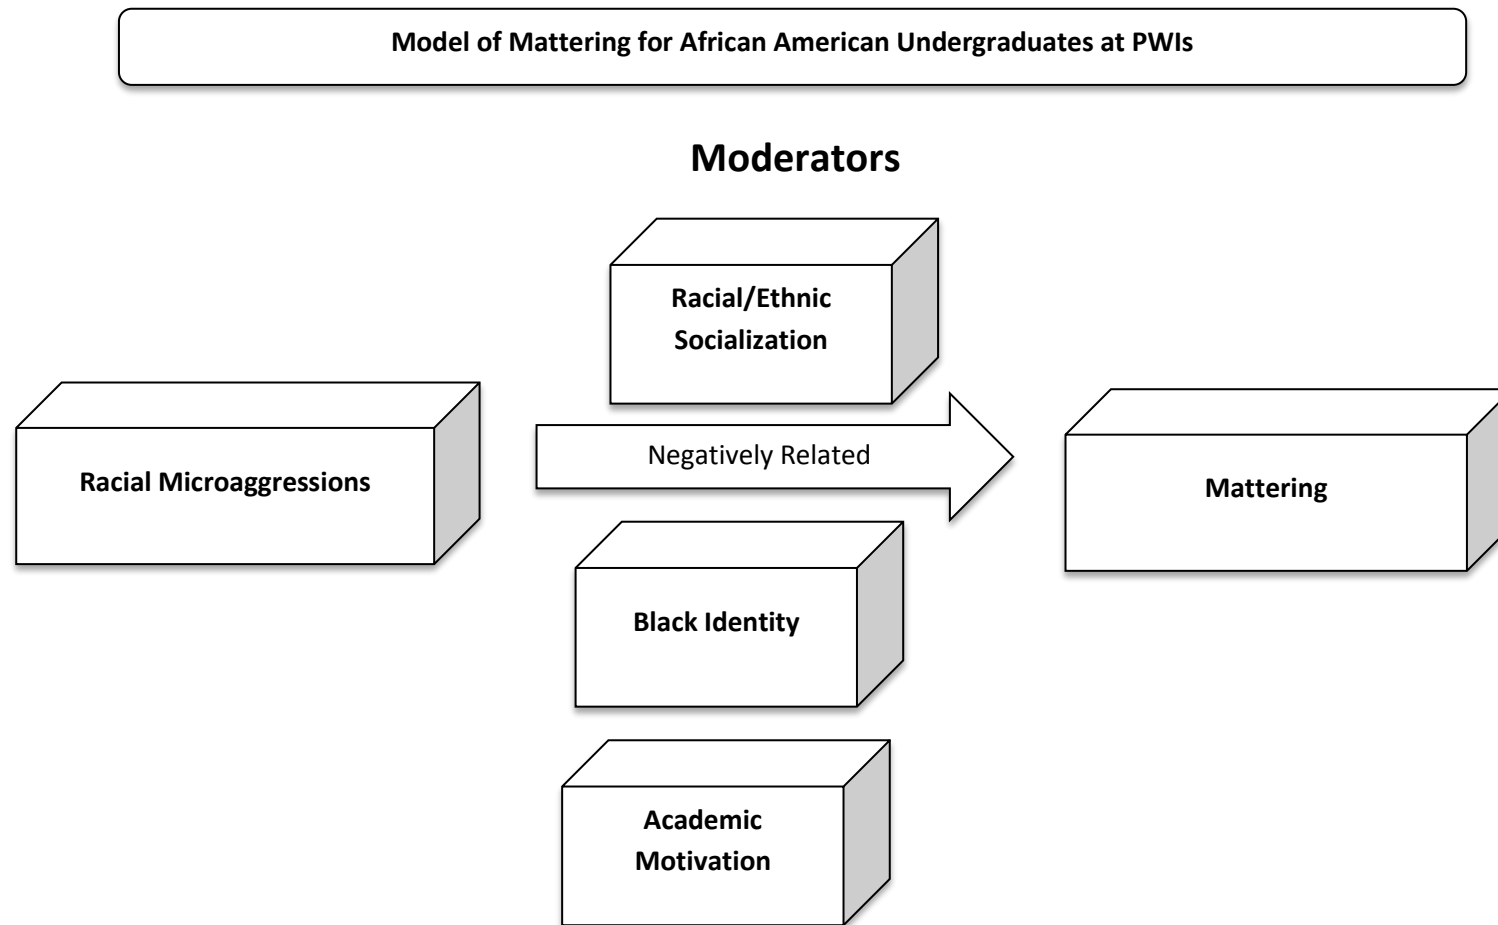 Model of Mattering for African American Undergraduates at PWIs
Moderators
Racial/Ethnic
Socialization
Racial Microaggressions
Negatively Related
Mattering
Black Identity
Academic
Motivation